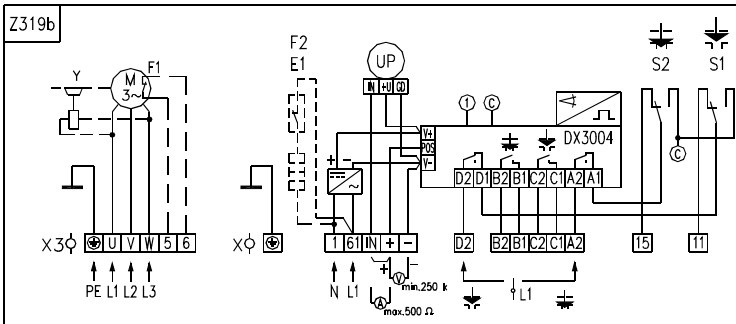 Z319b
Y
M
3~
F1
F2
E1
UP
IN +U GD
1
C
V+
POS
V-
DX3004
S2
S1
C
+ -
D2 D1 B2 B1 C2 C1 A2 A1
X3 U V W 5 6
X
1 61 IN + -
D2 B2 B1 C2 C1 A2
15
11
PE L1 L2 L3
N L1
+ -
V
min.250 k
A
max.500 Ω
L1